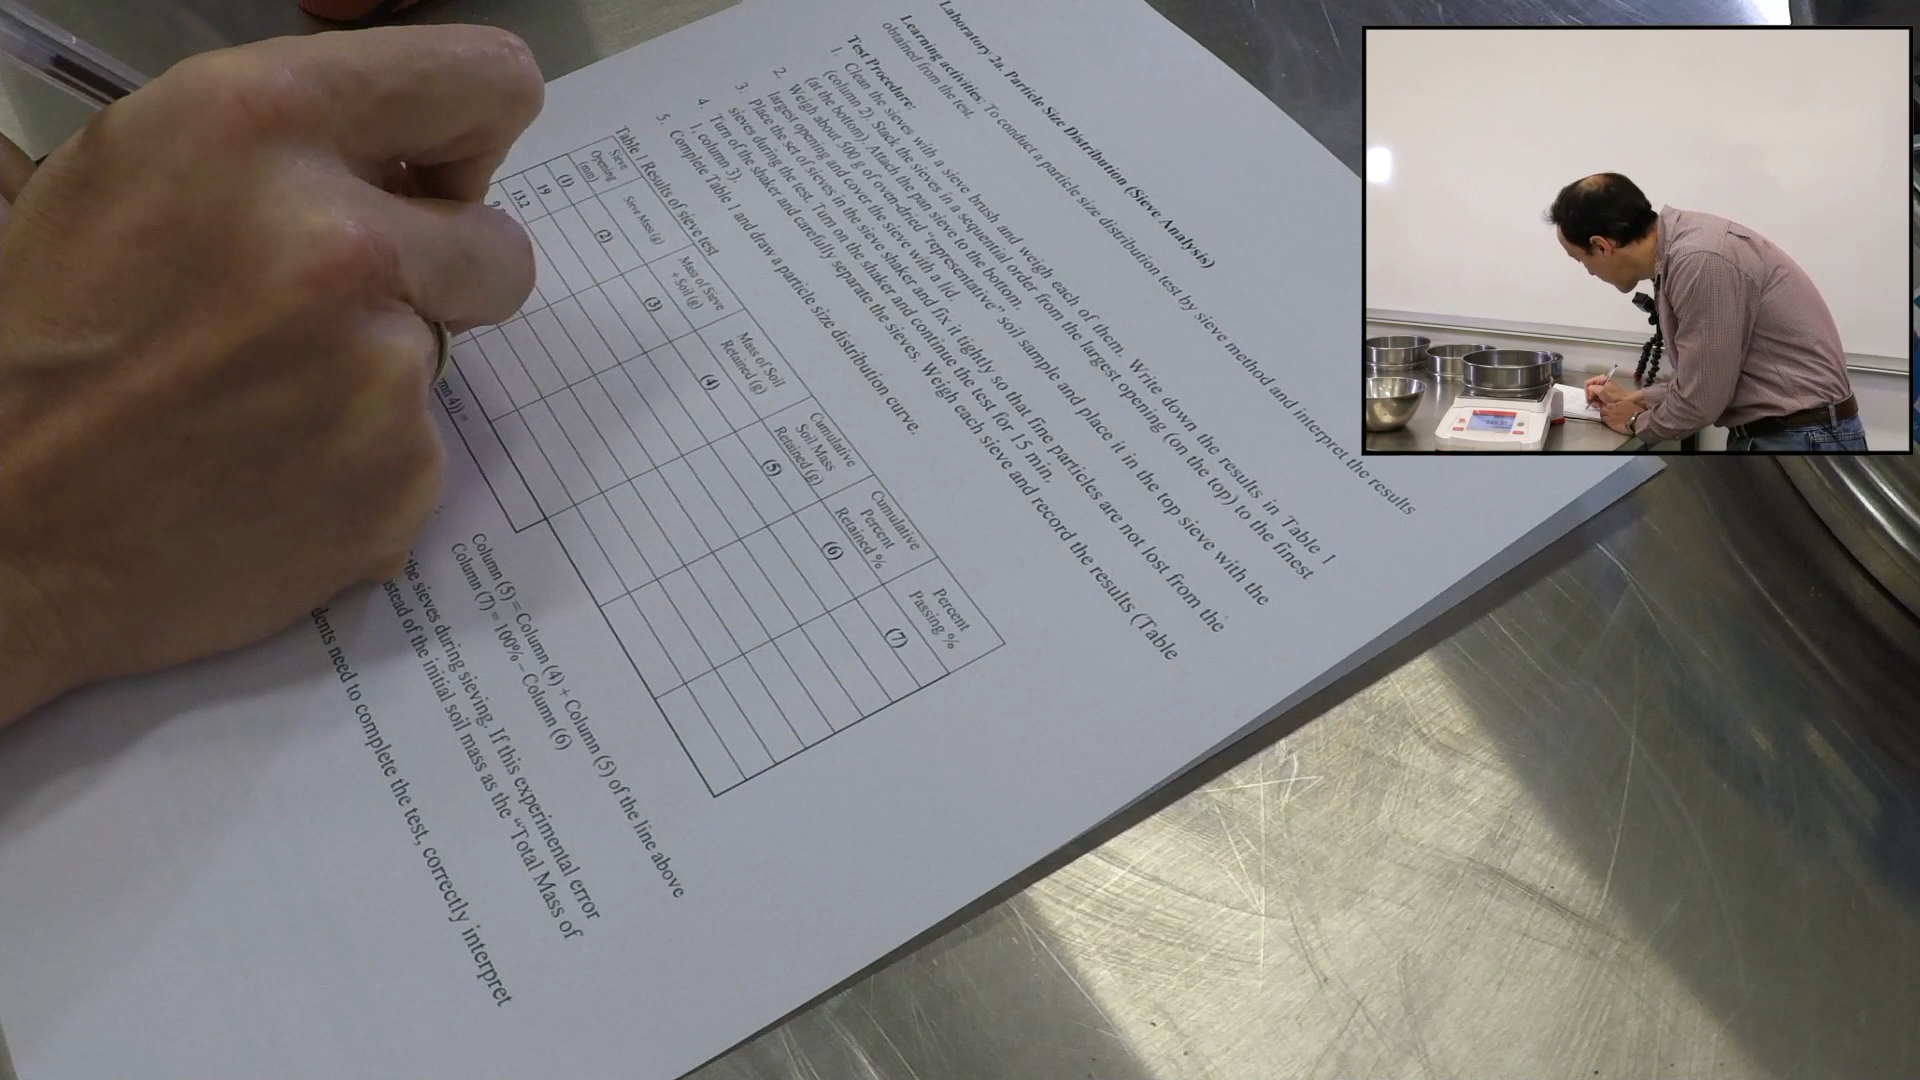 Laboratory 2a. Particle Size Distribution (Sieve Analysis)
Learning activities: To conduct a particle size distribution test by sieve method and interpret the results
obtained from the test.
Test Procedure:
1. Clean the sieves with a sieve brush and weigh each of them. Write down the results in Table 1
(column 2). Stack the sieves in a sequential order from the largest opening (on the top) to the finest
(at the bottom). Attach the pan sieve to the bottom.
2. Weigh about 500 g of oven-dried "representative" soil sample and place it in the top sieve with the
largest opening and cover the sieve with a lid.
3. Place the set of sieves in the sieve shaker and fix it tightly so that fine particles are not lost from the
sieves during the test. Turn on the shaker and continue the test for 15 min.
4. Turn of the shaker and carefully separate the sieves. Weigh each sieve and record the results (Table
1, column 3).
5. Complete Table 1 and draw a particle size distribution curve.
Table 1 Results of sieve test
Sieve Opening (mm)
Sieve Mass (g)
Mass of Sieve + Soil (g)
Mass of Soil Retained (g)
Cumulative Soil Mass Retained (g)
Cumulative Percent Retained %
Percent Passing %
(1) (2) (3) (4) (5) (6) (7)
19
13.2
9
mn 4)) =
Column (5) = Column (4) + Column (5) of the line above
Column (7) = 100% – Column (6)
the sieves during sieving. If this experimental error
stead of the initial soil mass as the "Total Mass of
dents need to complete the test, correctly interpret